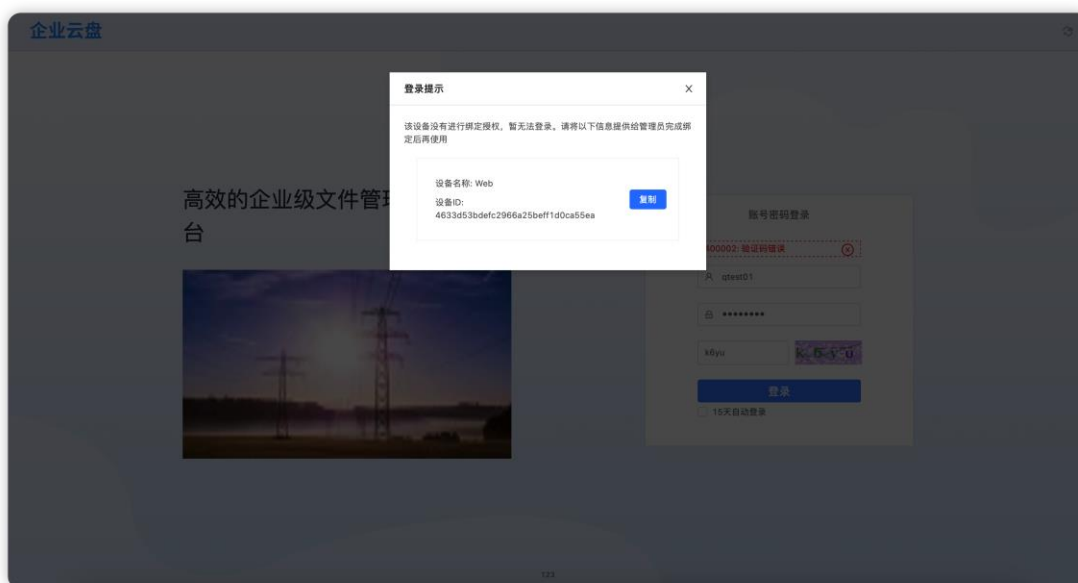 企业云盘
登录提示
该设备没有进行绑定授权，暂无法登录。请将以下信息提供给管理员完成绑
定后再使用
设备名称: Web
设备ID:
4633d53bdefc2966a25beff1d0ca55ea
复制
高效的企业级文件管理
台
账号密码登录
400002: 验证码错误
qtest01
k6yu
k 6 y u
登录
15天自动登录
123